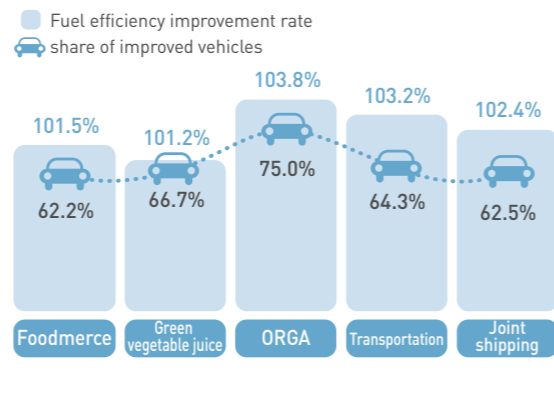 Fuel efficiency improvement rate
share of improved vehicles
101.5%
101.2%
103.8%
103.2%
102.4%
62.2%
66.7%
75.0%
64.3%
62.5%
Foodmerce
Green
vegetable juice
ORGA
Transportation
Joint
shipping